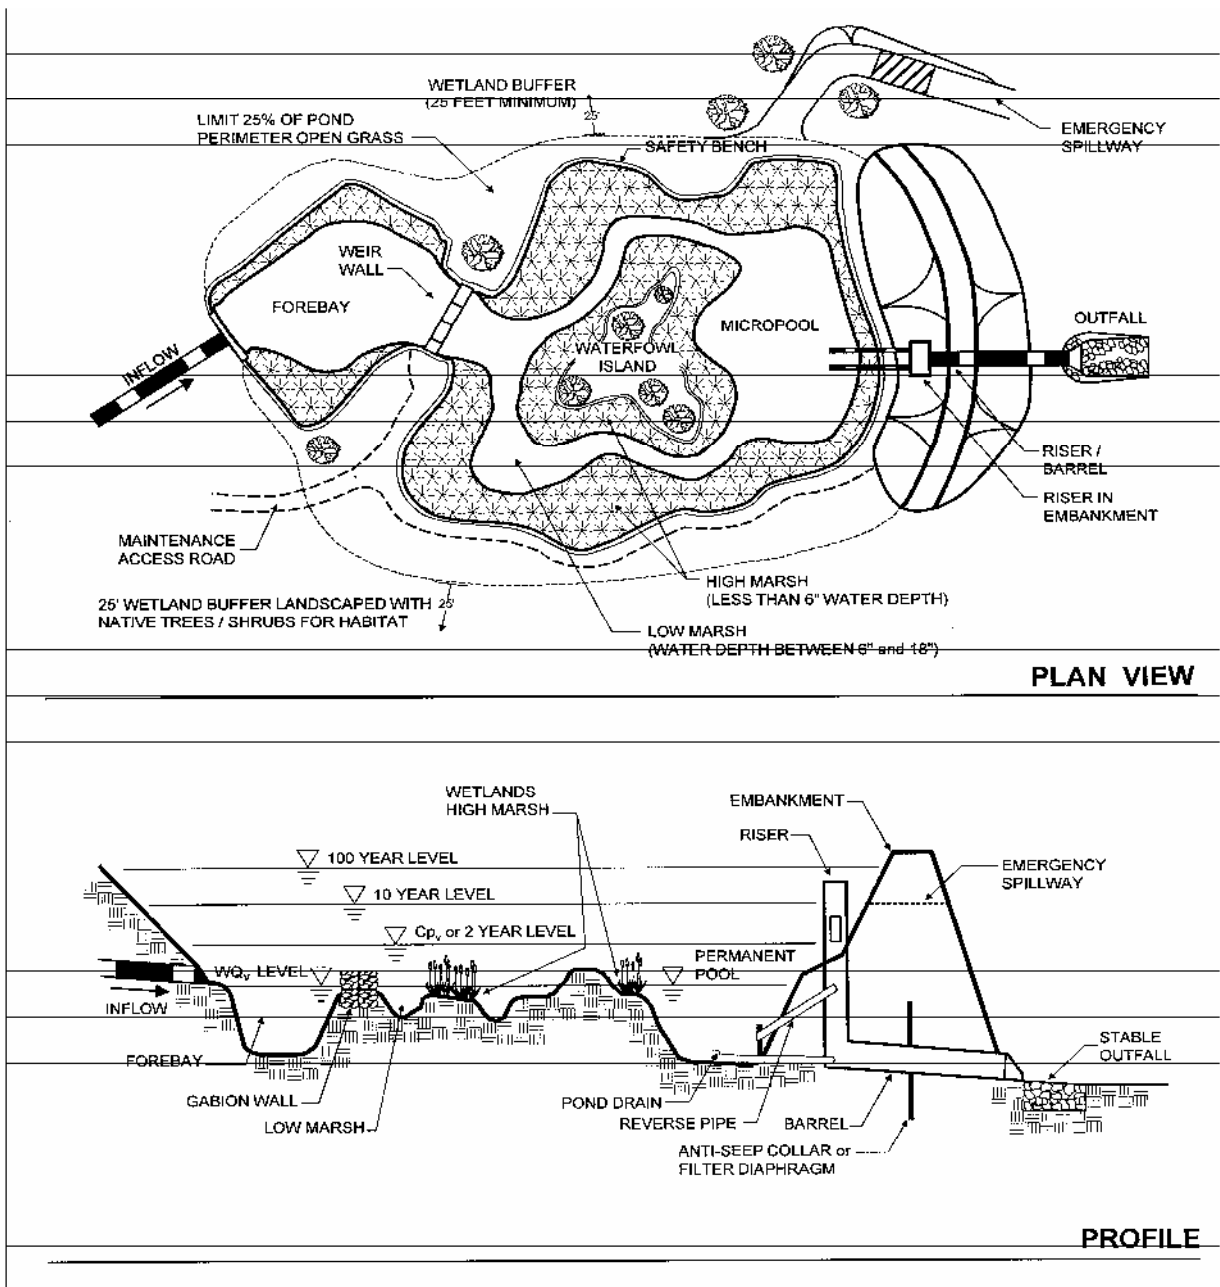 WETLAND BUFFER
(25 FEET MINIMUM)
25'
LIMIT 25% OF POND
PERIMETER OPEN GRASS
EMERGENCY
SPILLWAY
SAFETY BENCH
WEIR
WALL
FOREBAY
MICROPOOL
OUTFALL
WATERFOWL
ISLAND
INFLOW
RISER /
BARREL
RISER IN
EMBANKMENT
MAINTENANCE
ACCESS ROAD
HIGH MARSH
(LESS THAN 6" WATER DEPTH)
25' WETLAND BUFFER LANDSCAPED WITH
NATIVE TREES / SHRUBS FOR HABITAT
25'
LOW MARSH
(WATER DEPTH BETWEEN 6" and 18")
PLAN VIEW
WETLANDS
HIGH MARSH
EMBANKMENT
RISER
100 YEAR LEVEL
EMERGENCY
SPILLWAY
10 YEAR LEVEL
Cpv or 2 YEAR LEVEL
PERMANENT
POOL
WQv LEVEL
INFLOW
FOREBAY
STABLE
OUTFALL
GABION WALL
POND DRAIN
REVERSE PIPE
BARREL
LOW MARSH
ANTI-SEEP COLLAR or
FILTER DIAPHRAGM
PROFILE